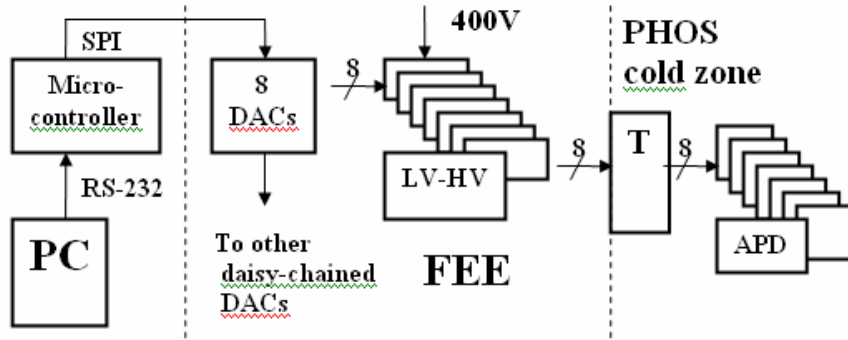 SPI
Micro-
controller
RS-232
PC
8
DACs
To other
daisy-chained
DACs
400V
8
LV-HV
FEE
8
PHOS
cold zone
T
8
APD